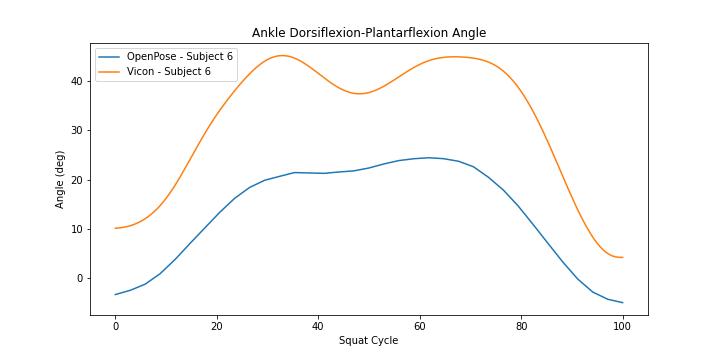 Ankle Dorsiflexion-Plantarflexion Angle
OpenPose - Subject 6
Vicon - Subject 6
Angle (deg)
40
30
20
10
0
0 20 40 60 80 100
Squat Cycle